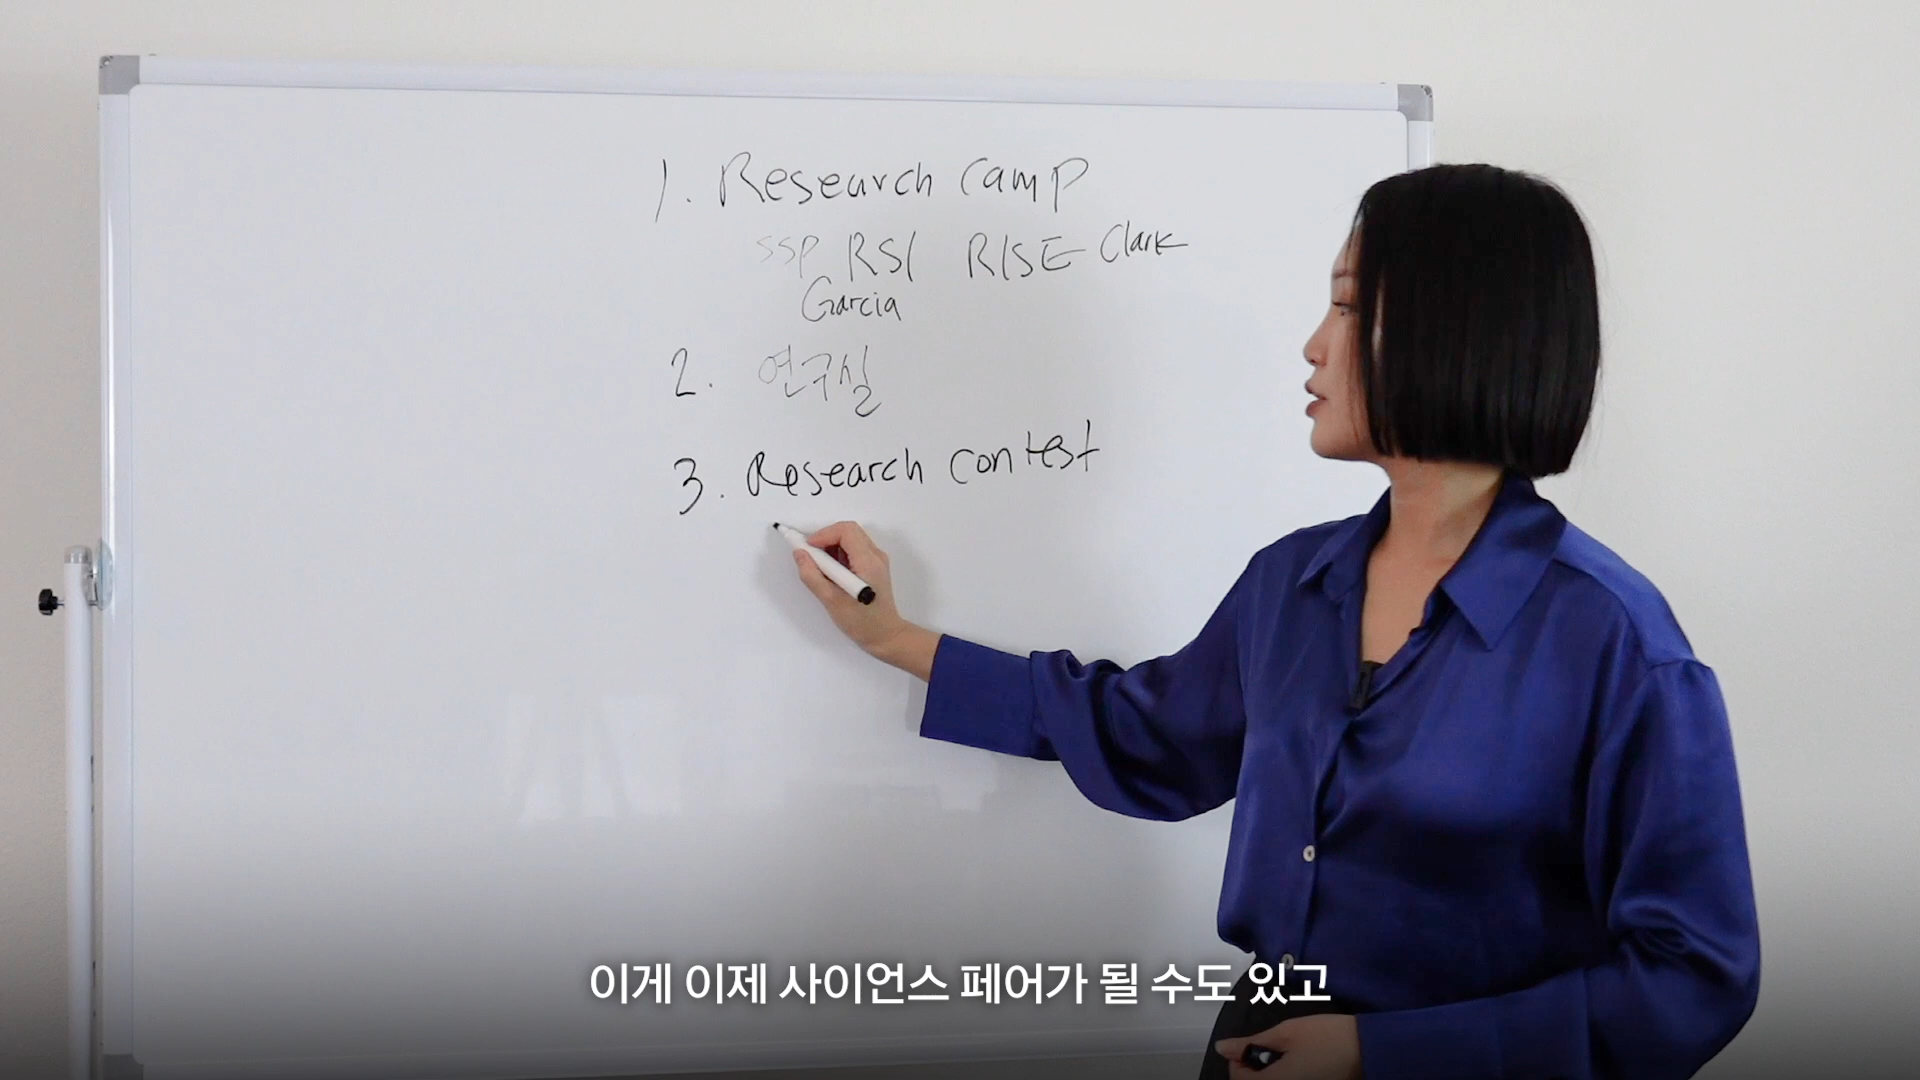 1. Research camp
SSP RSI RISE Clark
Garcia
2. 연구실
3. Research contest
이게 이제 사이언스 페어가 될 수도 있고